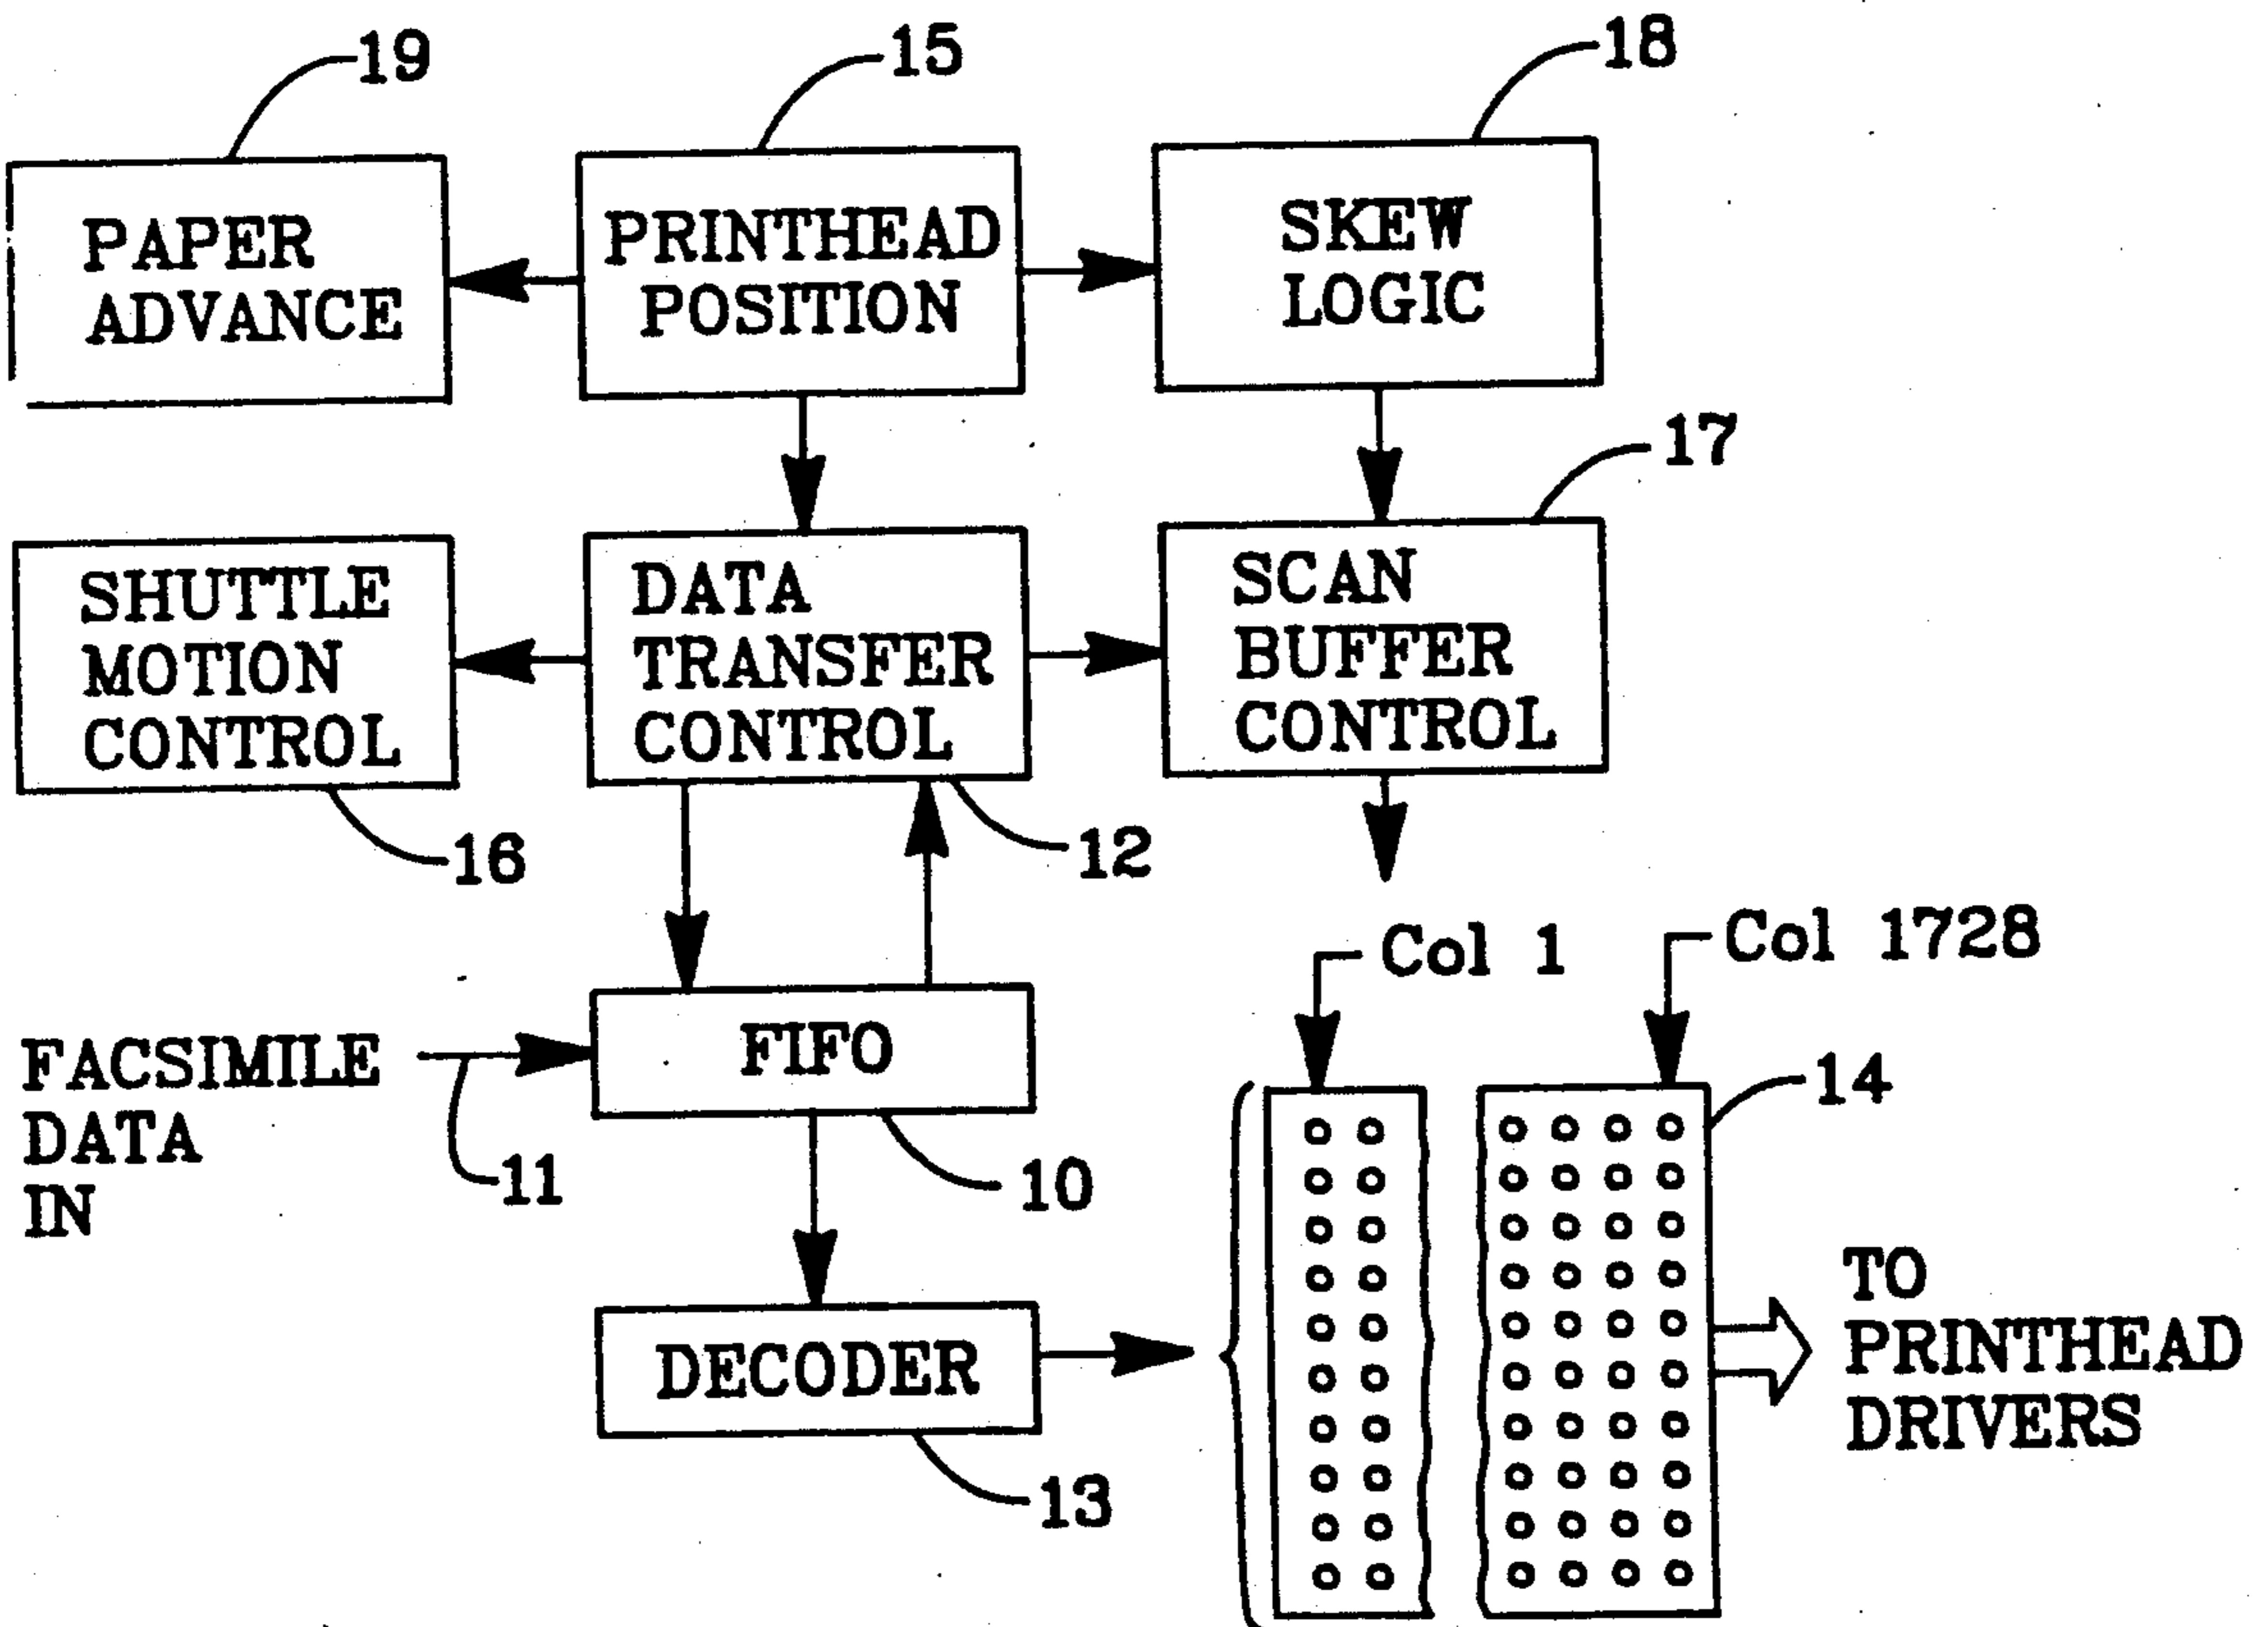 19
15
18
PAPER
ADVANCE
PRINTHEAD
POSITION
SKEW
LOGIC
17
SHUTTLE
MOTION
CONTROL
DATA
TRANSFER
CONTROL
SCAN
BUFFER
CONTROL
16
12
Col 1
Col 1728
FACSIMILE
DATA
IN
11
FIFO
10
14
DECODER
13
TO
PRINTHEAD
DRIVERS